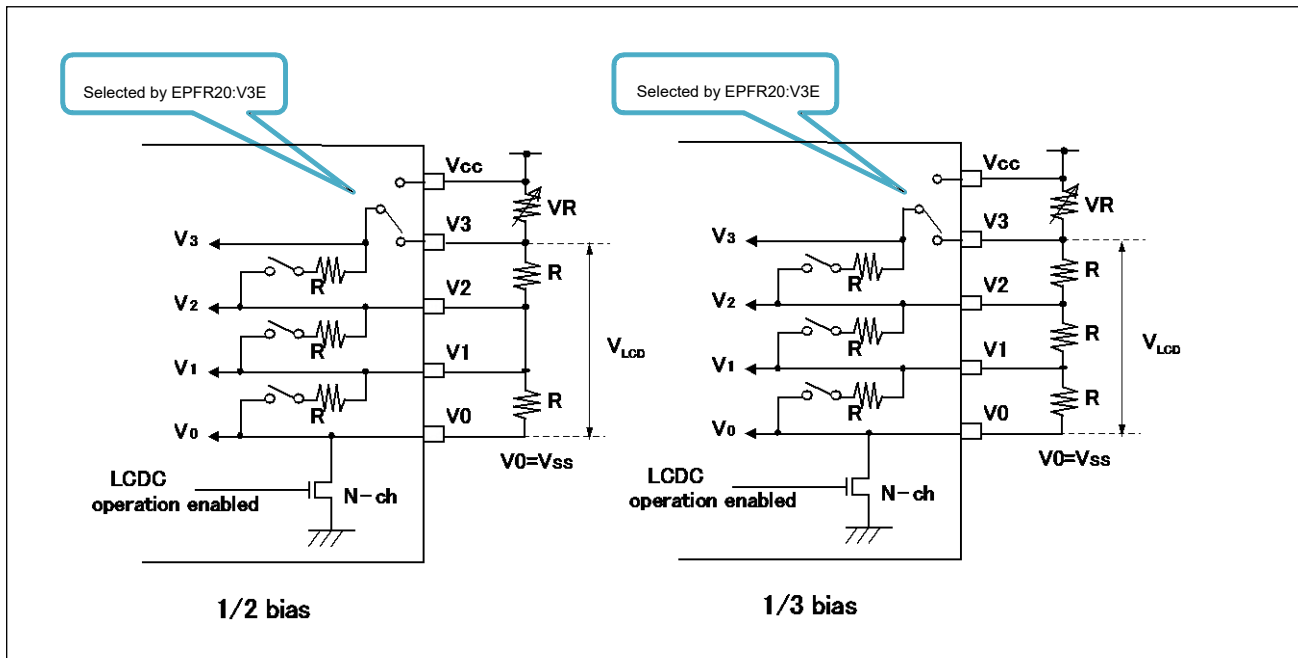 Selected by EPFR20:V3E
Vcc
VR
V3
V3
R
R
V2
V2
R
V1
V1
VLCD
R
R
V0
V0
V0=Vss
LCDC
operation enabled
N-ch
1/2 bias
Selected by EPFR20:V3E
Vcc
VR
V3
V3
R
R
V2
V2
R
R
V1
V1
VLCD
R
R
V0
V0
V0=Vss
LCDC
operation enabled
N-ch
1/3 bias